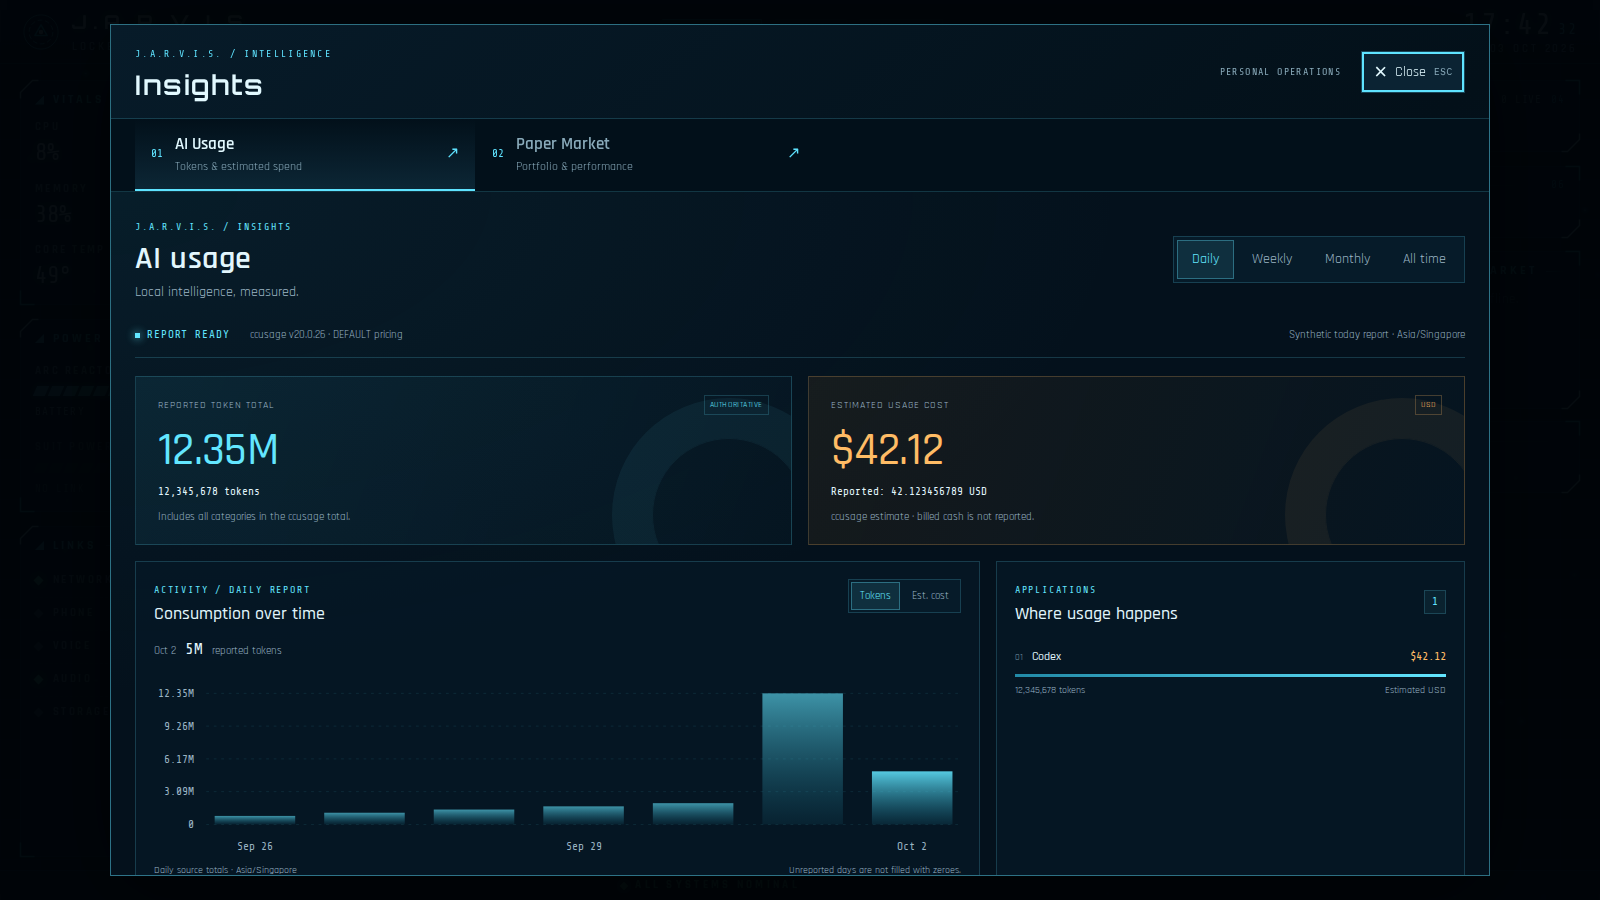 J.A.R.V.I.S. / INTELLIGENCE
Insights
PERSONAL OPERATIONS
Close ESC
01 AI Usage
Tokens & estimated spend
02 Paper Market
Portfolio & performance
J.A.R.V.I.S. / INSIGHTS
AI usage
Local intelligence, measured.
Daily Weekly Monthly All time
REPORT READY ccusage v20.0.26 · DEFAULT pricing
Synthetic today report · Asia/Singapore
REPORTED TOKEN TOTAL AUTHORITATIVE
12.35M
12,345,678 tokens
Includes all categories in the ccusage total.
ESTIMATED USAGE COST USD
$42.12
Reported: 42.123456789 USD
ccusage estimate · billed cash is not reported.
ACTIVITY / DAILY REPORT
Consumption over time
Tokens Est. cost
Oct 2 5M reported tokens
12.35M
9.26M
6.17M
3.09M
0
Sep 26 Sep 29 Oct 2
Daily source totals · Asia/Singapore
Unreported days are not filled with zeroes.
APPLICATIONS
Where usage happens
1
01 Codex $42.12
12,345,678 tokens Estimated USD
17:42
8%
MEMORY
38%
49°